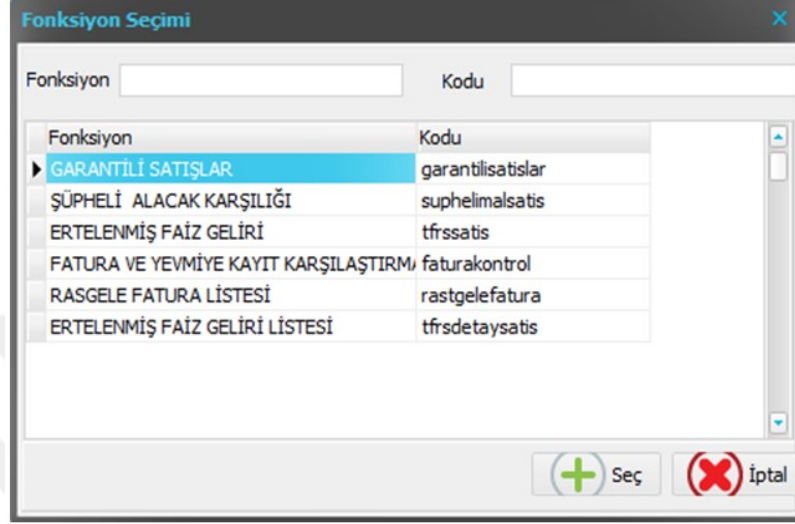 Fonksiyon Seçimi
Fonksiyon Kodu
Fonksiyon Kodu
GARANTİLİ SATIŞLAR garantilisatislar
ŞÜPHELİ ALACAK KARŞILIĞI suphelimalsatis
ERTELENMİŞ FAİZ GELİRİ tfrssatis
FATURA VE YEVMİYE KAYIT KARŞILAŞTIRMA faturakontrol
RASGELE FATURA LİSTESİ rastgelefatura
ERTELENMİŞ FAİZ GELİRİ LİSTESİ tfrsdetaysatis
Seç İptal